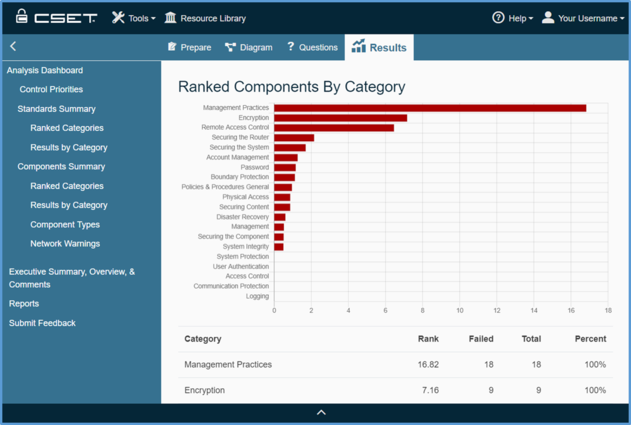 CSET Tools Resource Library Help Your Username
Prepare Diagram ? Questions Results
Analysis Dashboard
Control Priorities
Standards Summary
Ranked Categories
Results by Category
Components Summary
Ranked Categories
Results by Category
Component Types
Network Warnings
Executive Summary, Overview, &
Comments
Reports
Submit Feedback
Ranked Components By Category
Management Practices
Encryption
Remote Access Control
Securing the Router
Securing the System
Account Management
Password
Boundary Protection
Policies & Procedures General
Physical Access
Securing Content
Disaster Recovery
Management
Securing the Component
System Integrity
System Protection
User Authentication
Access Control
Communication Protection
Logging
0 2 4 6 8 10 12 14 16 18
Category Rank Failed Total Percent
Management Practices 16.82 18 18 100%
Encryption 7.16 9 9 100%